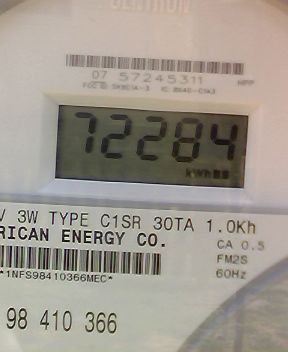 CENTRON
07 57245311
72284
kWh
V 3W TYPE C1SR 30TA 1.0Kh
RICAN ENERGY CO.
CA 0.5
FM2S
60Hz
*1NFS98410366MEC*
98 410 366